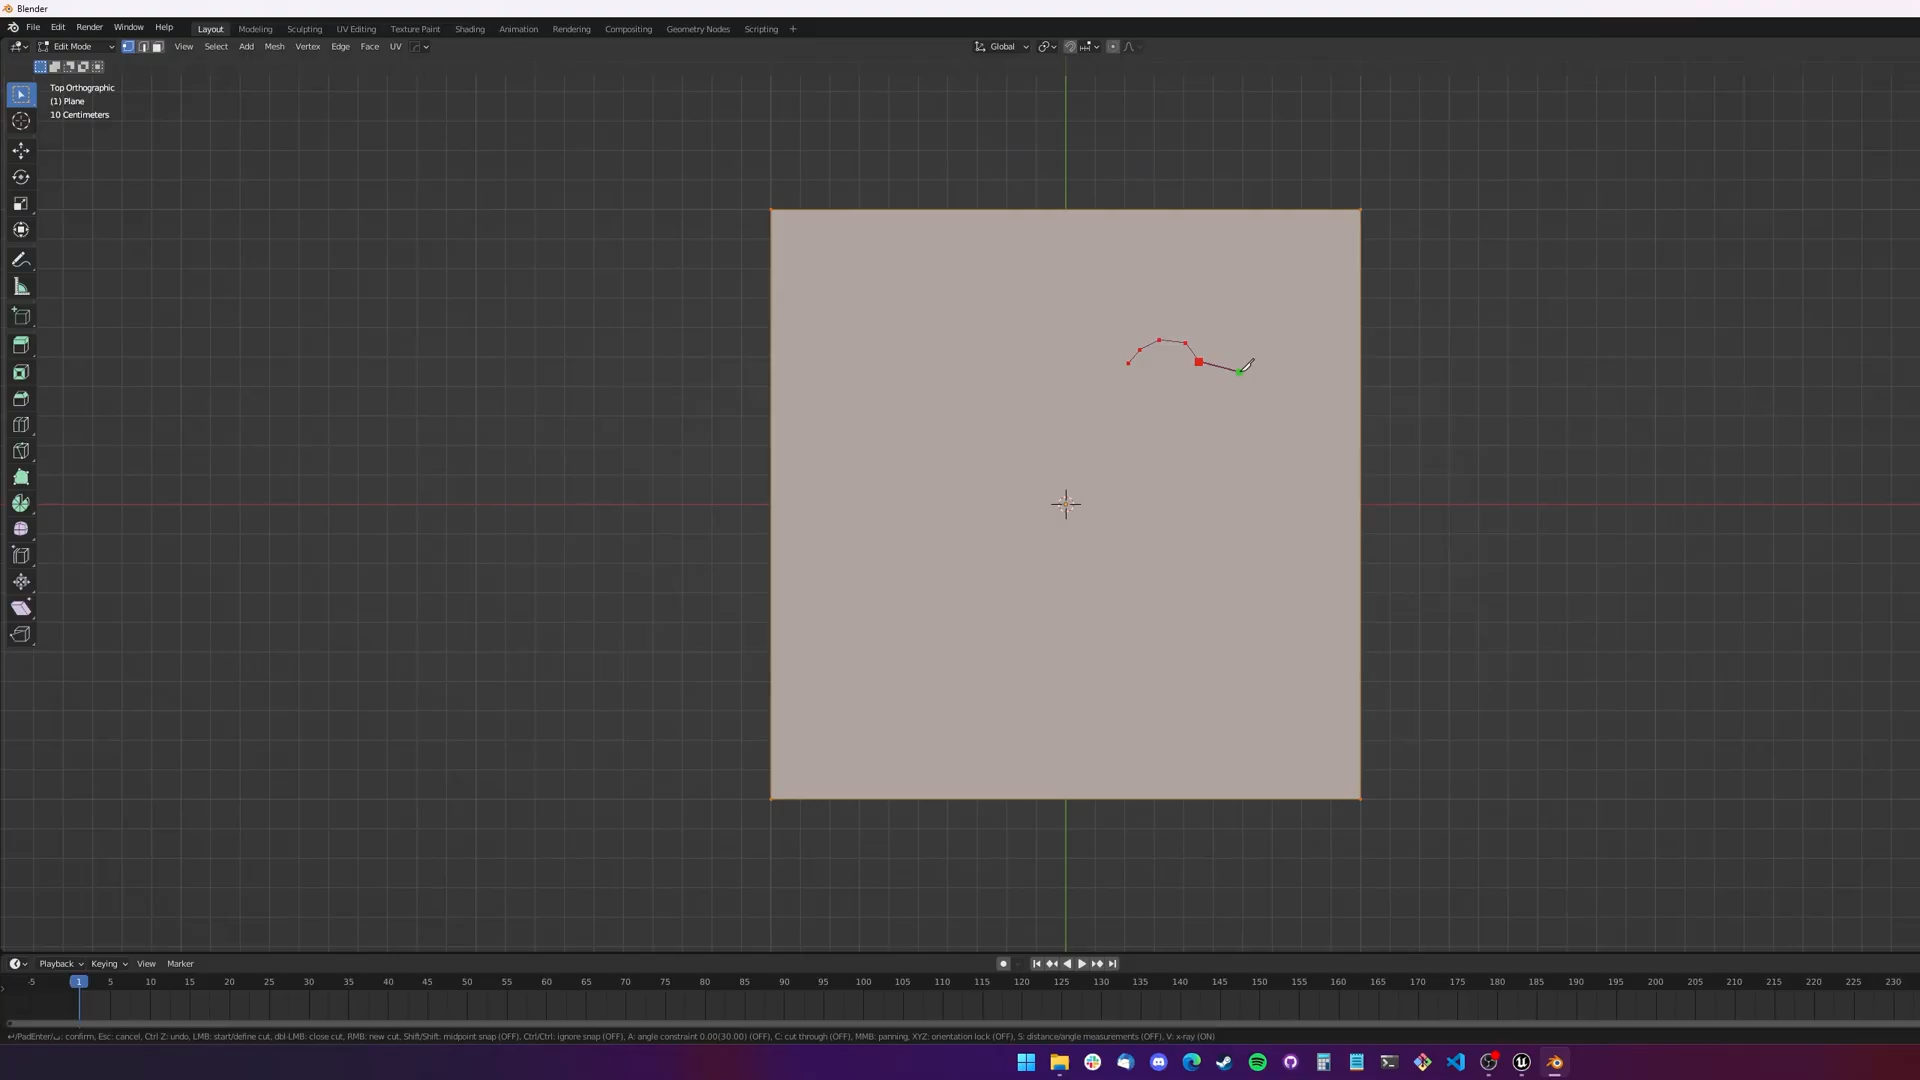 Blender
File Edit Render Window Help Layout Modeling Sculpting UV Editing Texture Paint Shading Animation Rendering Compositing Geometry Nodes Scripting +
Edit Mode View Select Add Mesh Vertex Edge Face UV Global
Top Orthographic
(1) Plane
10 Centimeters
Playback Keying View Marker
-5 1 5 10 15 20 25 30 35 40 45 50 55 60 65 70 75 80 85 90 95 100 105 110 115 120 125 130 135 140 145 150 155 160 165 170 175 180 185 190 195 200 205 210 215 220 225 230
↵/PadEnter/␣: confirm, Esc: cancel, Ctrl Z: undo, LMB: start/define cut, dbl-LMB: close cut, RMB: new cut, Shift/Shift: midpoint snap (OFF), Ctrl/Ctrl: ignore snap (OFF), A: angle constraint 0.00(30.00) (OFF), C: cut through (OFF), MMB: panning, XYZ: orientation lock (OFF), S: distance/angle measurements (OFF), V: x-ray (ON)